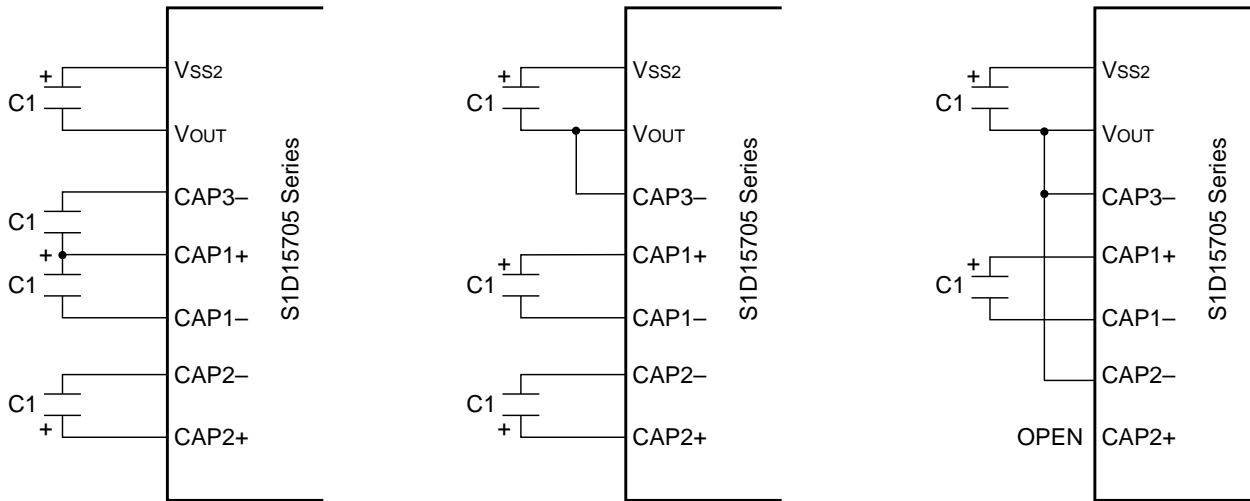 +
C1
VSS2
VOUT
C1
CAP3–
+
CAP1+
C1
CAP1–
C1
+
CAP2–
CAP2+
S1D15705 Series
+
C1
VSS2
VOUT
CAP3–
+
C1
CAP1+
CAP1–
C1
+
CAP2–
CAP2+
S1D15705 Series
+
C1
VSS2
VOUT
CAP3–
+
C1
CAP1+
CAP1–
CAP2–
OPEN
CAP2+
S1D15705 Series